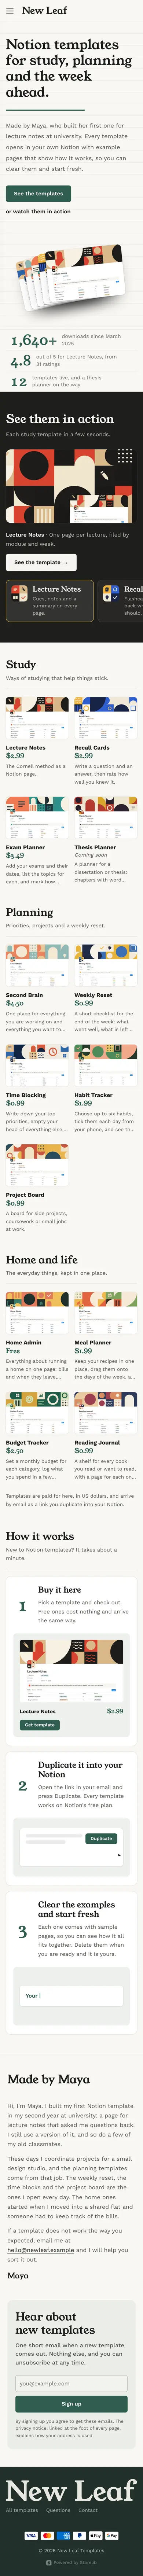 New Leaf
Notion templates
for study, planning
and the week
ahead.
Made by Maya, who built her first one for
lecture notes at university. Every template
opens in your own Notion with example
pages that show how it works, so you can
clear them and start fresh.
See the templates
or watch them in action
1,640+ downloads since March
2025
4.8 out of 5 for Lecture Notes, from
31 ratings
12 templates live, and a thesis
planner on the way
See them in action
Each study template in a few seconds.
Lecture Notes · One page per lecture, filed by
module and week.
See the template →
Lecture Notes
Cues, notes and a
summary on every
page.
Study
Ways of studying that help things stick.
Lecture Notes
$2.99
The Cornell method as a
Notion page.
Recall Cards
$2.99
Write a question and an
answer, then rate how
well you knew it.
Exam Planner
$3.49
Add your exams and their
dates, list the topics for
each, and mark how...
Thesis Planner
Coming soon
A planner for a
dissertation or thesis:
chapters with word...
Planning
Priorities, projects and a weekly reset.
Second Brain
$4.50
One place for everything
you are working on and
everything you want to...
Weekly Reset
$0.99
A short checklist for the
end of the week: what
went well, what is left...
Time Blocking
$0.99
Write down your top
priorities, empty your
head of everything else,...
Habit Tracker
$1.99
Choose up to six habits,
tick them each day from
your phone, and see th...
Project Board
$0.99
A board for side projects,
coursework or small jobs
at work.
Home and life
The everyday things, kept in one place.
Home Admin
Free
Everything about running
a home on one page: bills
and when they leave,...
Meal Planner
$1.99
Keep your recipes in one
place, drag them onto
the days of the week, a...
Budget Tracker
$2.50
Set a monthly budget for
each category, log what
you spend in a few...
Reading Journal
$0.99
A shelf for every book
you read or want to read,
with a page for each on...
Templates are paid for here, in US dollars, and arrive
by email as a link you duplicate into your Notion.
How it works
New to Notion templates? It takes about a
minute.
1
Buy it here
Pick a template and check out.
Free ones cost nothing and arrive
the same way.
Lecture Notes $2.99
Get template
2
Duplicate it into your
Notion
Open the link in your email and
press Duplicate. Every template
works on Notion's free plan.
Duplicate
3
Clear the examples
and start fresh
Each one comes with sample
pages, so you can see how it all
fits together. Delete them when
you are ready and it is yours.
Your
Made by Maya
Hi, I'm Maya. I built my first Notion template
in my second year at university: a page for
lecture notes that asked me questions back.
I still use a version of it, and so do a few of
my old classmates.
These days I coordinate projects for a small
design studio, and the planning templates
come from that job. The weekly reset, the
time blocks and the project board are the
ones I open every day. The home ones
started when I moved into a shared flat and
someone had to keep track of the bills.
If a template does not work the way you
expected, email me at
hello@newleaf.example and I will help you
sort it out.
Maya
Hear about
new templates
One short email when a new template
comes out. Nothing else, and you can
unsubscribe at any time.
you@example.com
Sign up
By signing up you agree to get these emails. The
privacy notice, linked at the foot of every page,
explains how your address is used.
New Leaf
All templates Questions Contact
VISA
PayPal
Pay
G Pay
© 2026 New Leaf Templates